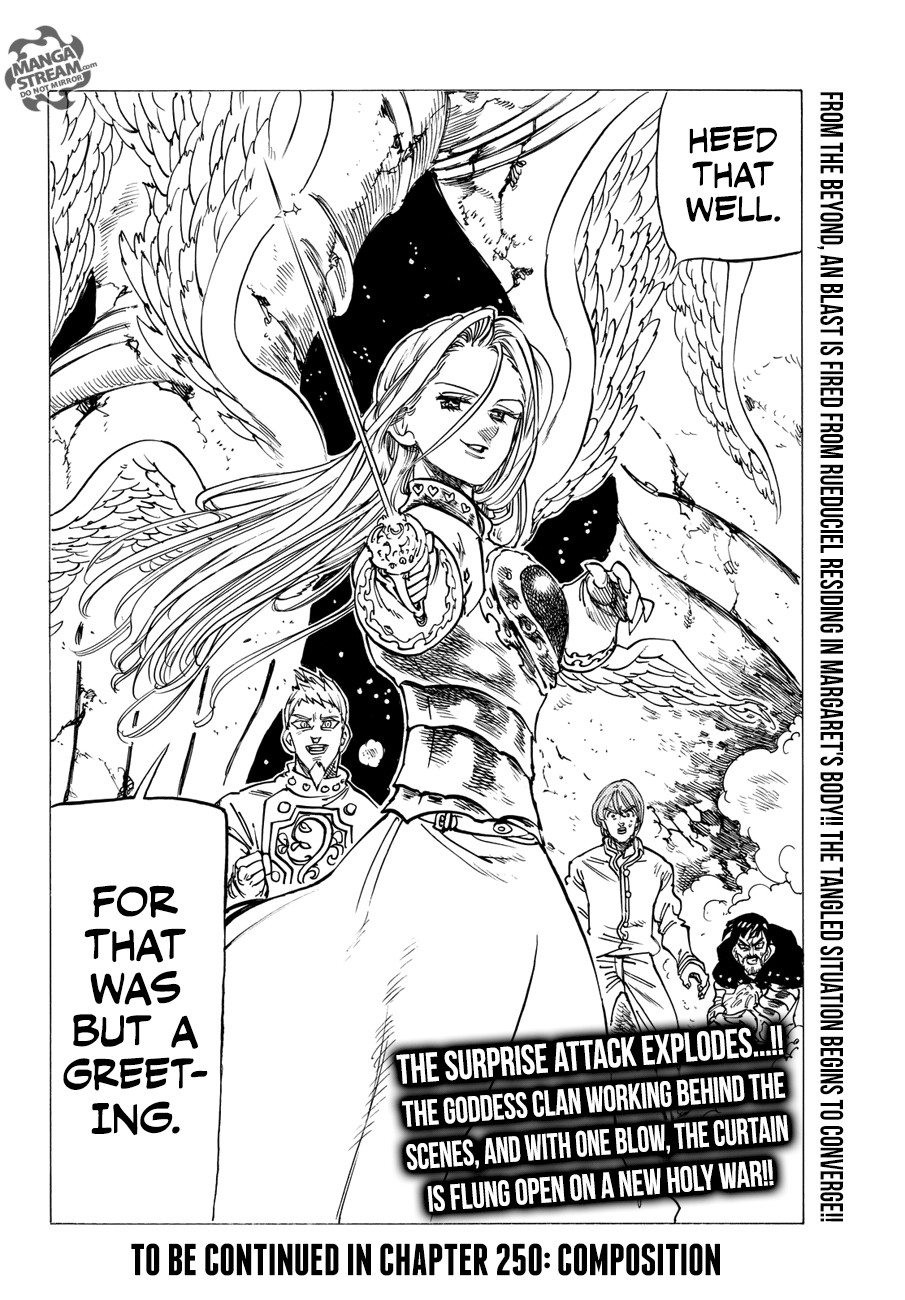 MANGA
STREAM.com
DO NOT MIRROR
HEED
THAT
WELL.
FROM THE BEYOND, AN BLAST IS FIRED FROM RUEDUCIEL RESIDING IN MARGARET'S BODY!! THE TANGLED SITUATION BEGINS TO CONVERGE!!
FOR
THAT
WAS
BUT A
GREET-
ING.
THE SURPRISE ATTACK EXPLODES...!!
THE GODDESS CLAN WORKING BEHIND THE
SCENES, AND WITH ONE BLOW, THE CURTAIN
IS FLUNG OPEN ON A NEW HOLY WAR!!
TO BE CONTINUED IN CHAPTER 250: COMPOSITION